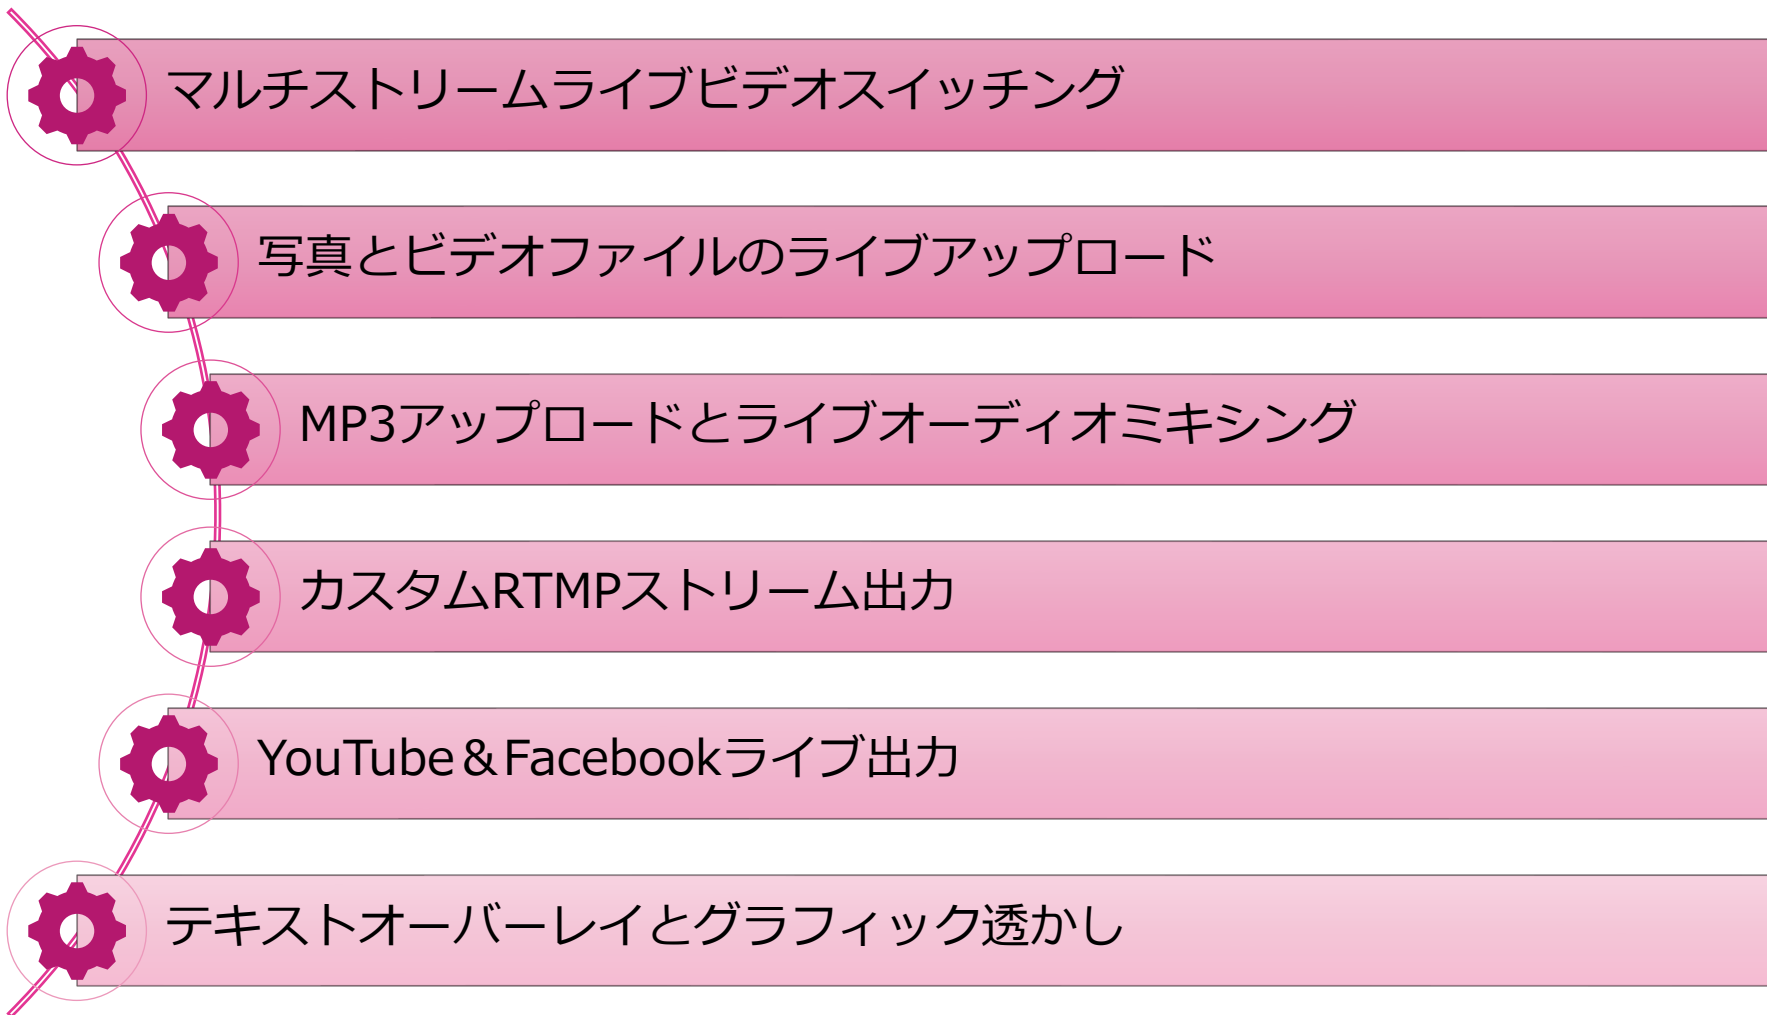 マルチストリームライブビデオスイッチング
写真とビデオファイルのライブアップロード
MP3アップロードとライブオーディオミキシング
カスタムRTMPストリーム出力
YouTube＆Facebookライブ出力
テキストオーバーレイとグラフィック透かし